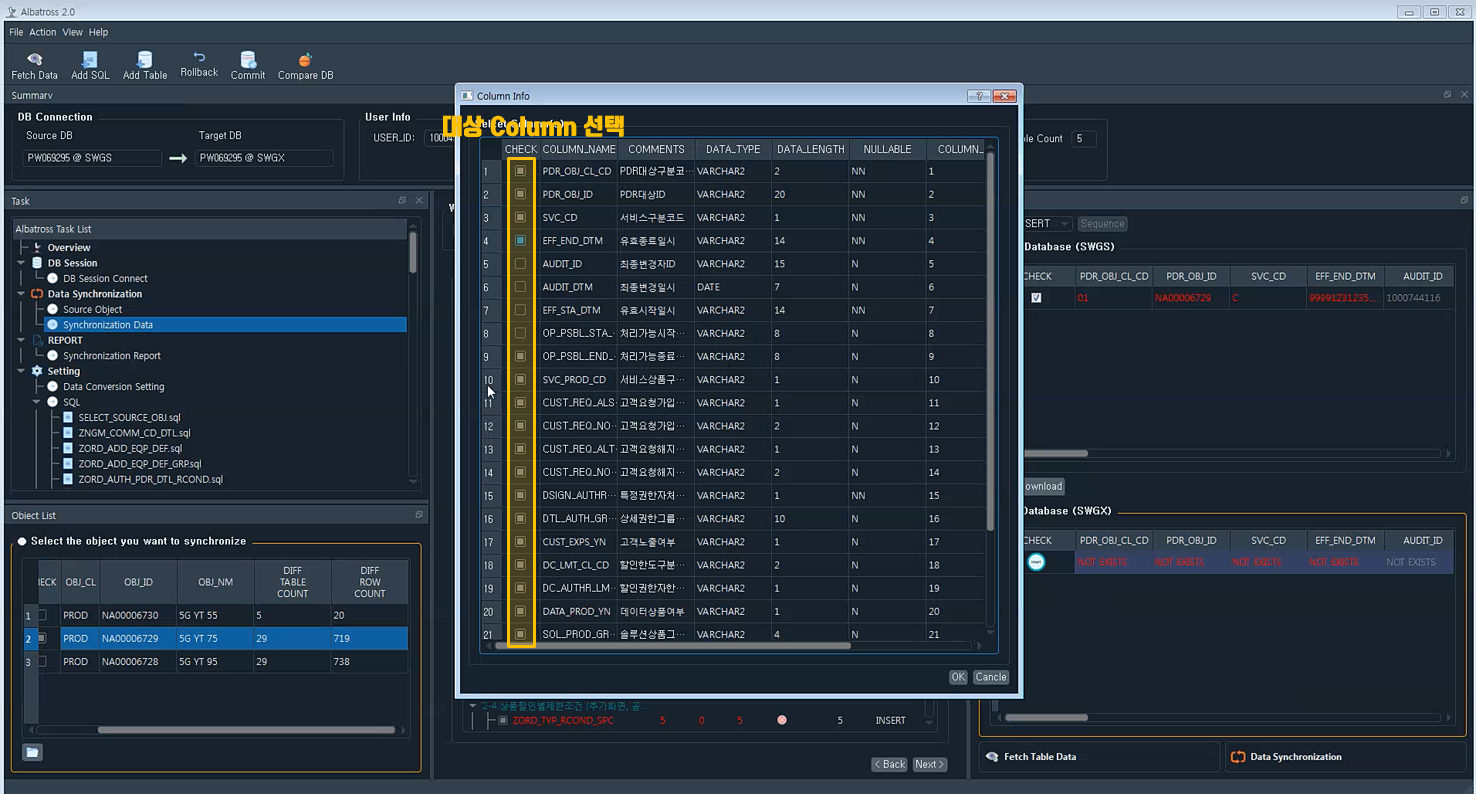 Albatross 2.0
File Action View Help
Fetch Data Add SQL Add Table Rollback Commit Compare DB
Summary
DB Connection
Source DB Target DB
PW069295 @ SWGS PW069295 @ SWGX
User Info
USER_ID:
Count 5
Task
Albatross Task List
Overview
DB Session
DB Session Connect
Data Synchronization
Source Object
Synchronization Data
REPORT
Synchronization Report
Setting
Data Conversion Setting
SQL
SELECT_SOURCE_OBJ.sql
ZNGM_COMM_CD_DTL.sql
ZORD_ADD_EQP_DEF.sql
ZORD_ADD_EQP_DEF_GRP.sql
ZORD_AUTH_PDR_DTL_RCOND.sql
Object List
Select the object you want to synchronize
OBJ_CL OBJ_ID OBJ_NM DIFF TABLE COUNT DIFF ROW COUNT
1 PROD NA00006730 5G YT 55 5 20
2 PROD NA00006729 5G YT 75 29 719
3 PROD NA00006728 5G YT 95 29 738
Column Info
대상 Column 선택
CHECK COLUMN_NAME COMMENTS DATA_TYPE DATA_LENGTH NULLABLE COLUMN_
1 PDR_OBJ_CL_CD PDR대상구분코… VARCHAR2 2 NN 1
2 PDR_OBJ_ID PDR대상ID VARCHAR2 20 NN 2
3 SVC_CD 서비스구분코드 VARCHAR2 1 NN 3
4 EFF_END_DTM 유효종료일시 VARCHAR2 14 NN 4
5 AUDIT_ID 최종변경자ID VARCHAR2 15 N 5
6 AUDIT_DTM 최종변경일시 DATE 7 N 6
7 EFF_STA_DTM 유효시작일시 VARCHAR2 14 NN 7
8 OP_PSBL_STA_… 처리가능시작… VARCHAR2 8 N 8
9 OP_PSBL_END_… 처리가능종료… VARCHAR2 8 N 9
10 SVC_PROD_CD 서비스상품구… VARCHAR2 1 N 10
11 CUST_REQ_ALS… 고객요청가입… VARCHAR2 1 N 11
12 CUST_REQ_NO… 고객요청가입… VARCHAR2 2 N 12
13 CUST_REQ_ALT… 고객요청해지… VARCHAR2 1 N 13
14 CUST_REQ_NO… 고객요청해지… VARCHAR2 2 N 14
15 DSIGN_AUTHR… 특정권한자처… VARCHAR2 1 NN 15
16 DTL_AUTH_GR… 상세권한그룹… VARCHAR2 10 N 16
17 CUST_EXPS_YN 고객노출여부 VARCHAR2 1 N 17
18 DC_LMT_CL_CD 할인한도구분… VARCHAR2 2 N 18
19 DC_AUTHR_LM… 할인권한자한… VARCHAR2 1 N 19
20 DATA_PROD_YN 데이터상품여부 VARCHAR2 1 N 20
21 SOL_PROD_GR… 솔루션상품그… VARCHAR2 4 N 21
OK Cancle
2-4.상품할인별제한조건 (추가화면, 공…
ZORD_TYP_RCOND_SPC 5 0 5 5 INSERT
< Back Next >
Sequence
Database (SWGS)
CHECK PDR_OBJ_CL_CD PDR_OBJ_ID SVC_CD EFF_END_DTM AUDIT_ID
01 NA00006729 C 99991231235… 1000744116
Database (SWGX)
CHECK PDR_OBJ_CL_CD PDR_OBJ_ID SVC_CD EFF_END_DTM AUDIT_ID
NOT EXISTS NOT EXISTS NOT EXISTS NOT EXISTS NOT EXISTS
Fetch Table Data Data Synchronization